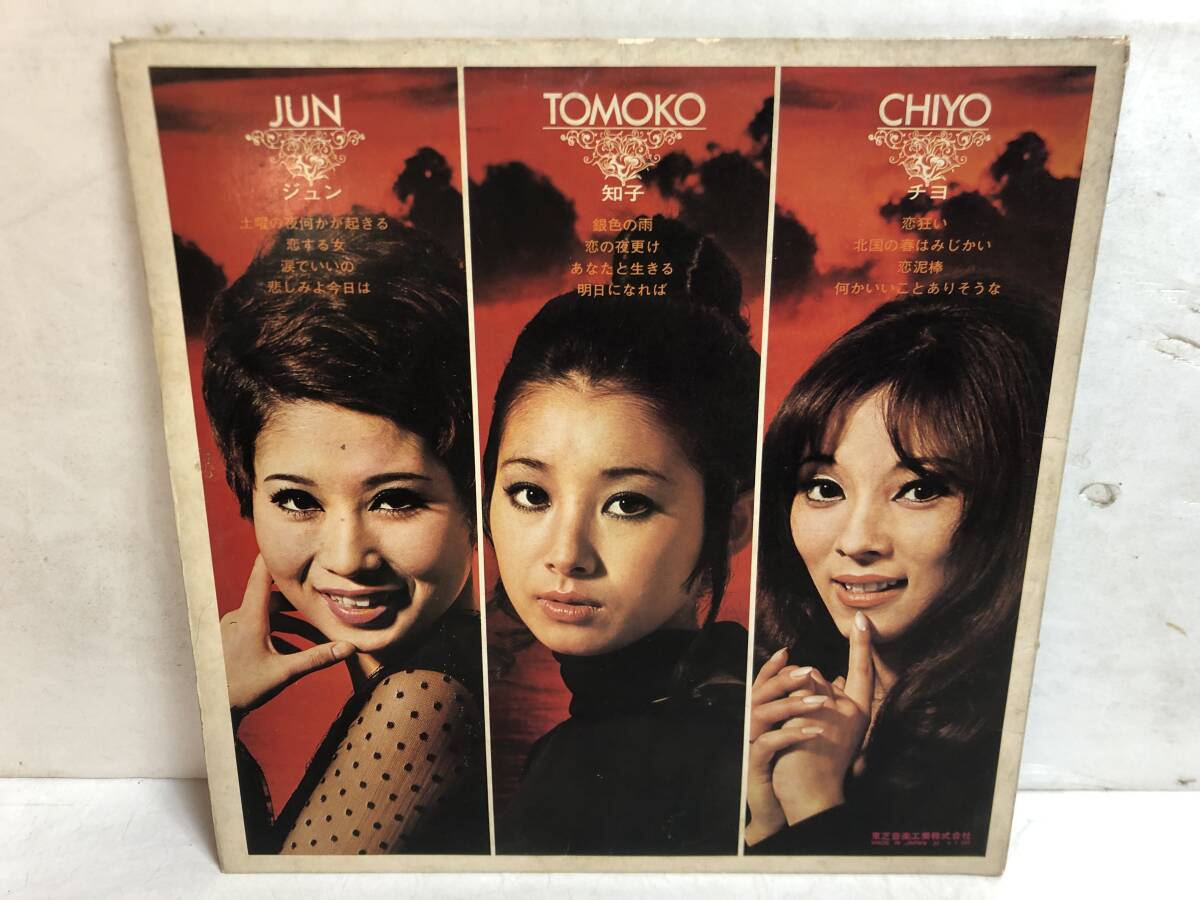 JUN
ジュン
土曜の夜何かが起きる
恋する女
涙でいいの
悲しみよ今日は
TOMOKO
知子
銀色の雨
恋の夜更け
あなたと生きる
明日になれば
CHIYO
チヨ
恋狂い
北国の春はみじかい
恋泥棒
何かいいことありそうな
東芝音楽工業株式会社
MADE IN JAPAN